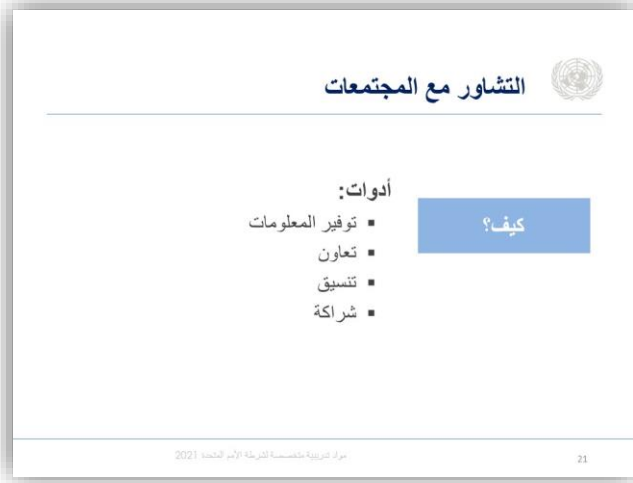 التشاور مع المجتمعات
كيف؟
أدوات:
▪ توفير المعلومات
▪ تعاون
▪ تنسيق
▪ شراكة
مواد تدريبية متخصصة لشرطة الأمم المتحدة 2021
21